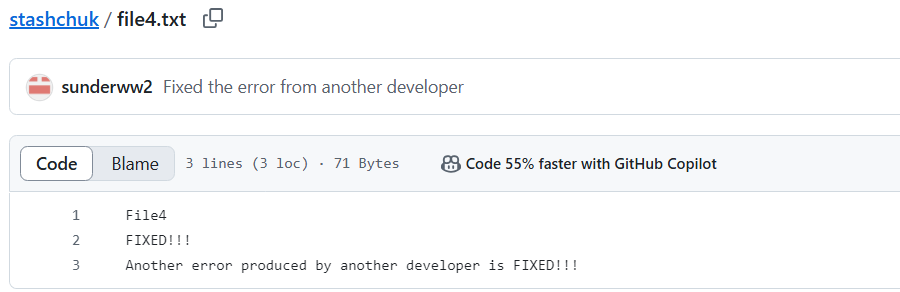 stashchuk / file4.txt
sunderww2 Fixed the error from another developer
Code Blame 3 lines (3 loc) · 71 Bytes Code 55% faster with GitHub Copilot
1 File4
2 FIXED!!!
3 Another error produced by another developer is FIXED!!!